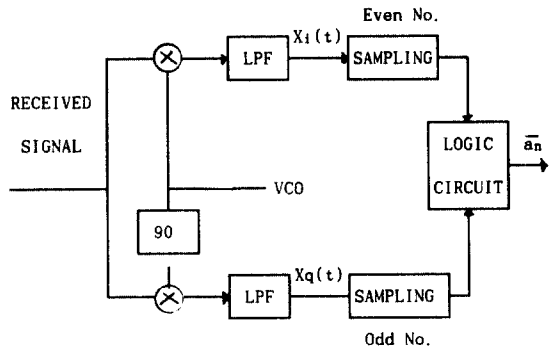 Even No.
Xi(t)
LPF
SAMPLING
RECEIVED
SIGNAL
LOGIC
CIRCUIT
an
VCO
90
Xq(t)
LPF
SAMPLING
Odd No.